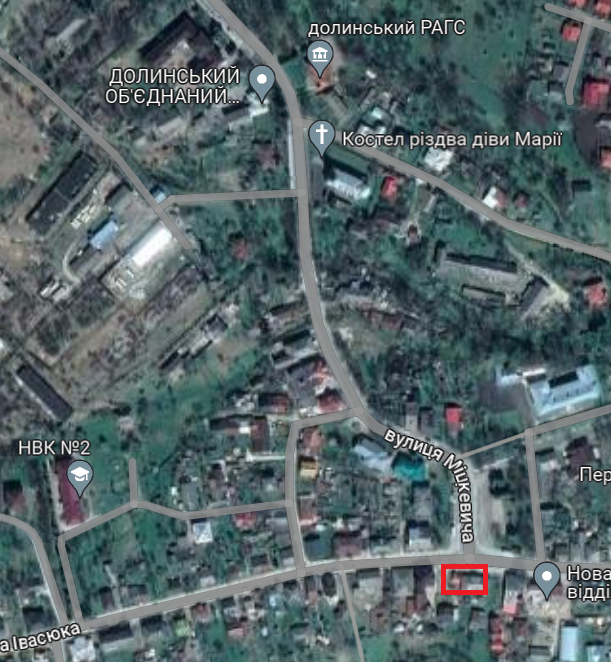 долинський РАГС
ДОЛИНСЬКИЙ
ОБ'ЄДНАНИЙ...
Костел різдва діви Марії
вулиця Міцкевича
НВК №2
Пер
Нова
відді
а Івасюка